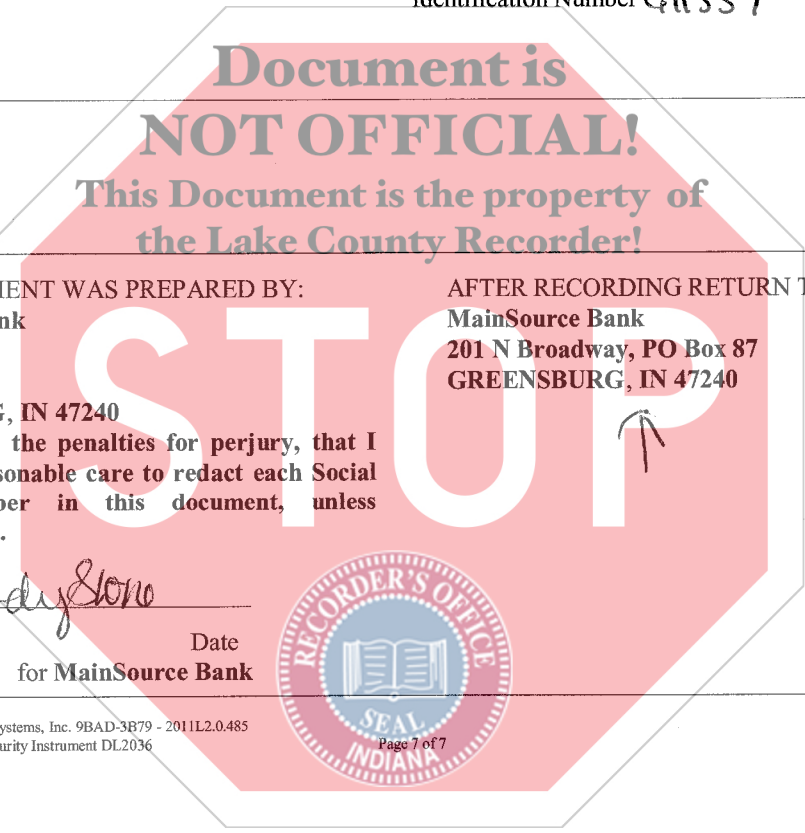 Identification Number
Document is
NOT OFFICIAL!
This Document is the property of
the Lake County Recorder!
MENT WAS PREPARED BY:
nk
G, IN 47240
the penalties for perjury, that I
sonable care to redact each Social
ber in this document, unless
.
dy Stone
Date
for MainSource Bank
AFTER RECORDING RETURN T
MainSource Bank
201 N Broadway, PO Box 87
GREENSBURG, IN 47240
STOP
RECORDER'S OFFICE
SEAL
INDIANA
ystems, Inc. 9BAD-3B79 - 2011L2.0.485
urity Instrument DL2036
Page 7 of 7